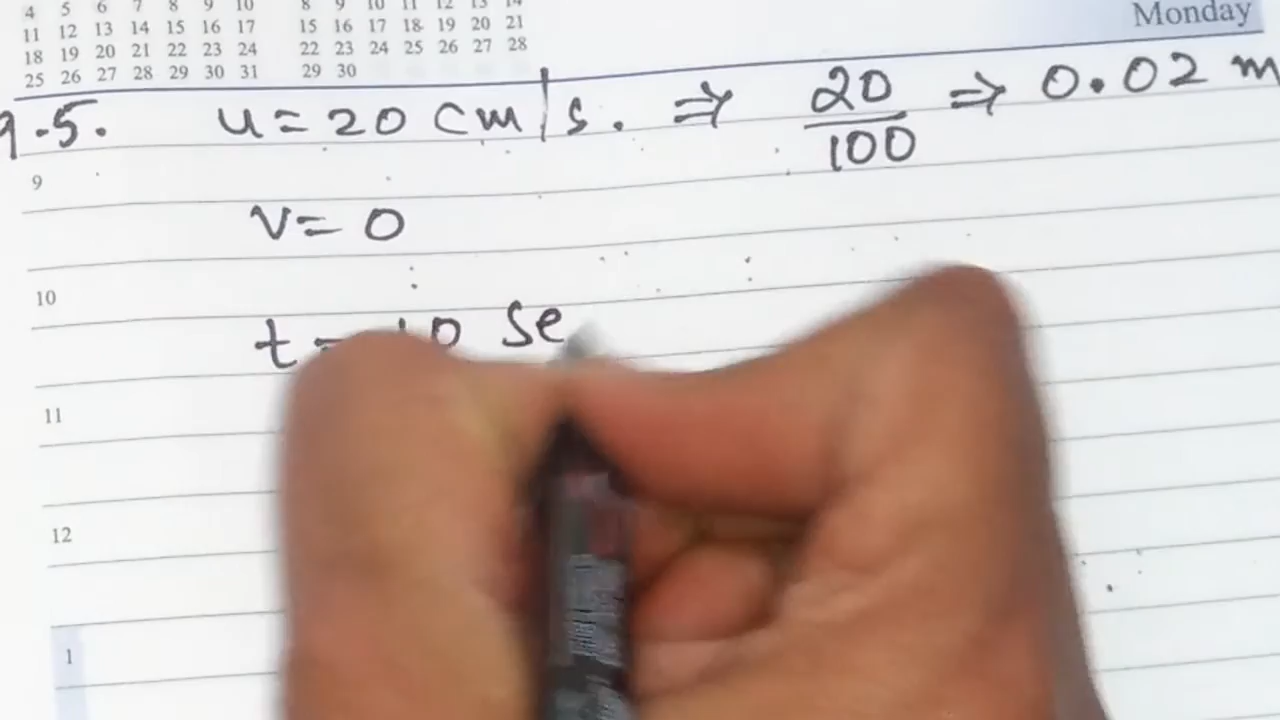 4 5 6 7 8 9 10 8 9 10 11 12 13 14
11 12 13 14 15 16 17 15 16 17 18 19 20 21
18 19 20 21 22 23 24 22 23 24 25 26 27 28
25 26 27 28 29 30 31 29 30
Monday
9.5. u = 20 cm/s. ⇒ 20/100 ⇒ 0.02 m
9
v = 0
10
t = 10 Se
11
12
1